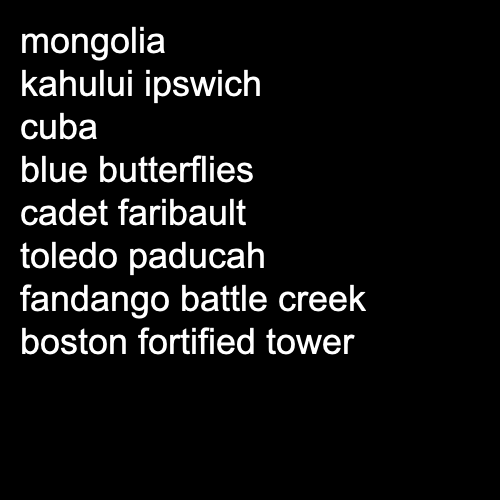 mongolia
kahului ipswich
cuba
blue butterflies
cadet faribault
toledo paducah
fandango battle creek
boston fortified tower